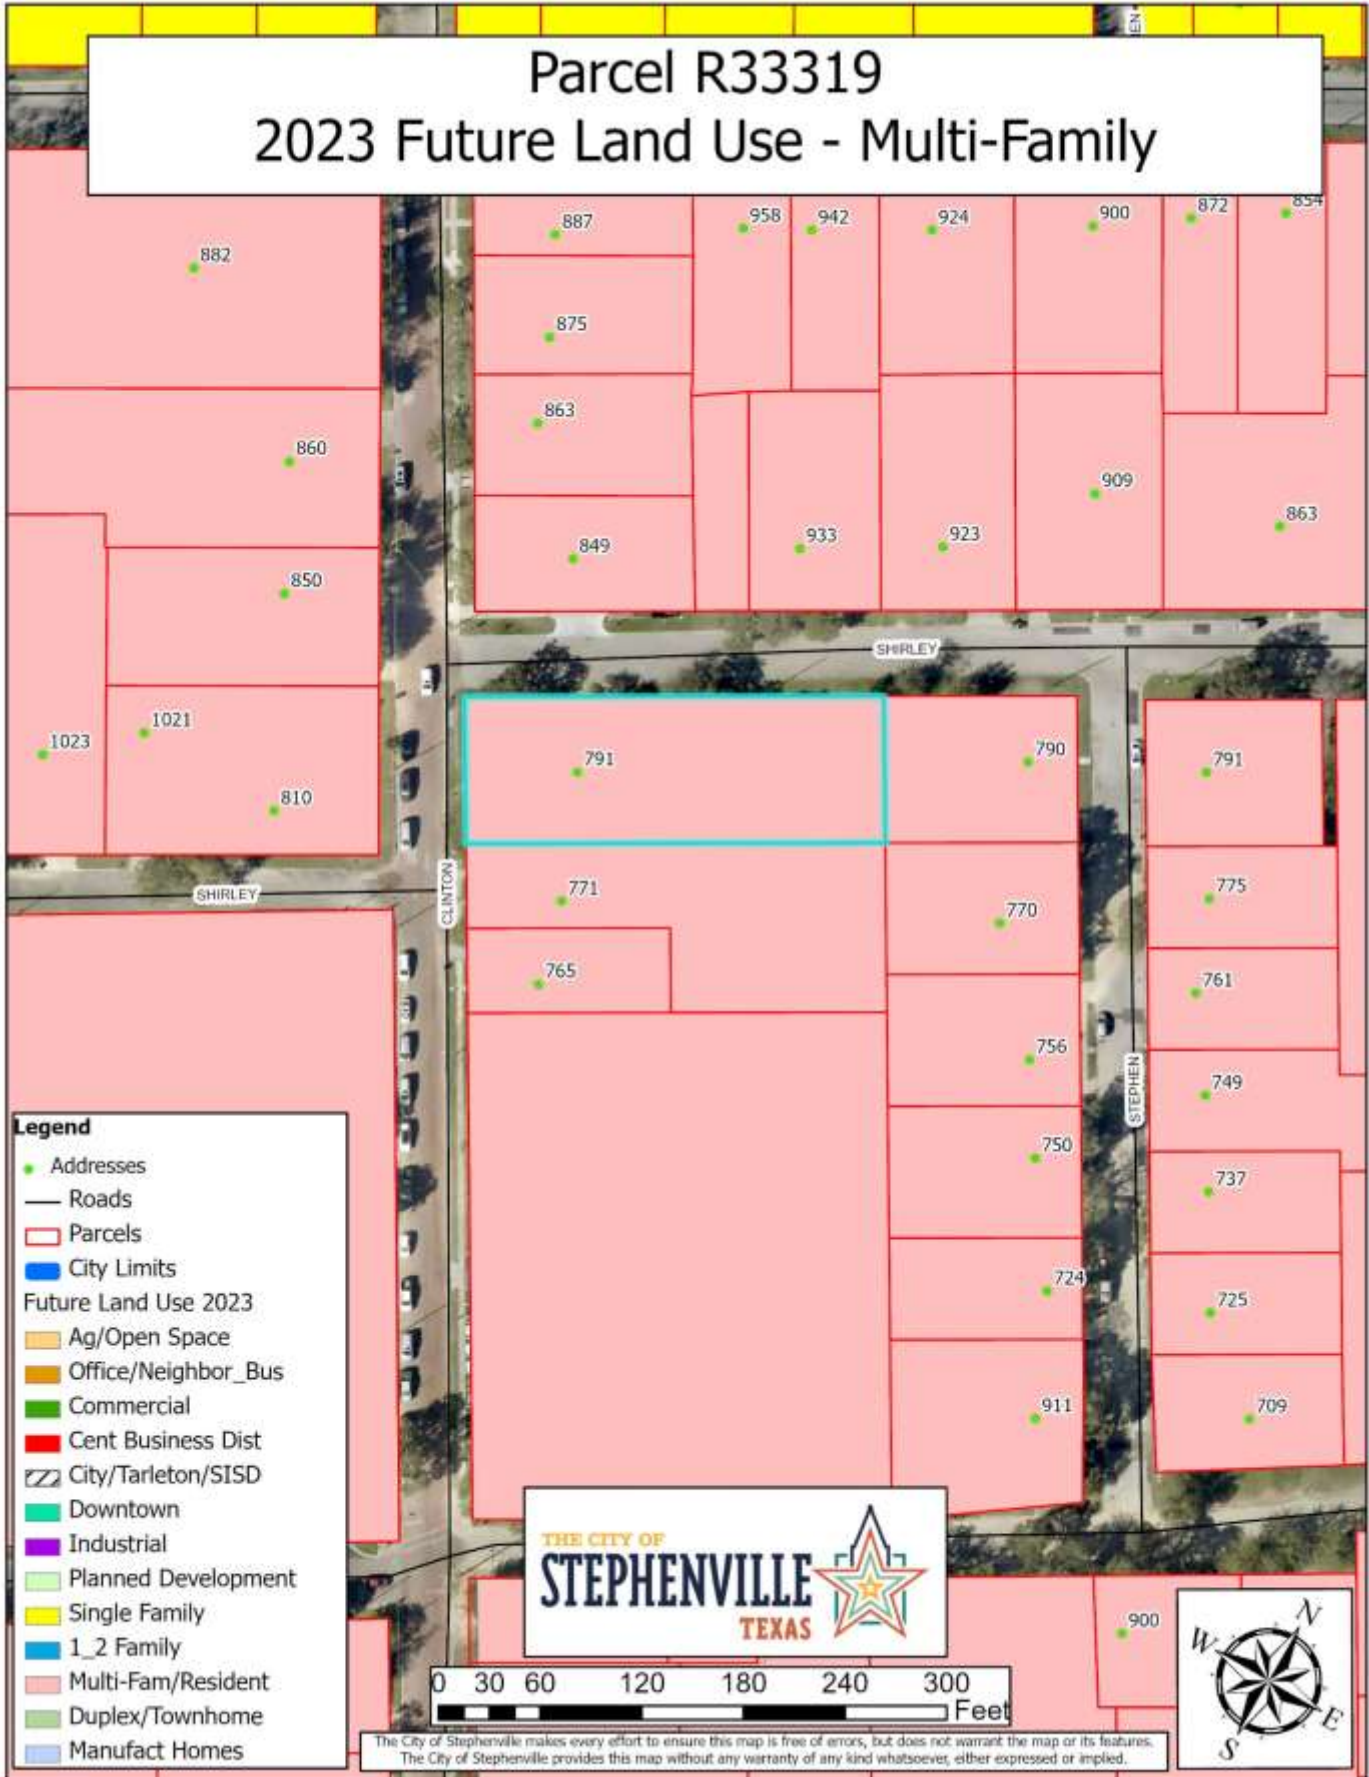 Parcel R33319
2023 Future Land Use - Multi-Family
887
958
942
924
900
872
854
882
875
863
860
909
863
849
933
923
850
SHIRLEY
1021
1023
791
790
791
810
SHIRLEY
CLINTON
771
775
770
765
761
756
STEPHEN
749
750
737
724
725
911
709
900
Legend
Addresses
Roads
Parcels
City Limits
Future Land Use 2023
Ag/Open Space
Office/Neighbor_Bus
Commercial
Cent Business Dist
City/Tarleton/SISD
Downtown
Industrial
Planned Development
Single Family
1_2 Family
Multi-Fam/Resident
Duplex/Townhome
Manufact Homes
THE CITY OF
STEPHENVILLE
TEXAS
0 30 60 120 180 240 300
Feet
N
W
E
S
The City of Stephenville makes every effort to ensure this map is free of errors, but does not warrant the map or its features.
The City of Stephenville provides this map without any warranty of any kind whatsoever, either expressed or implied.